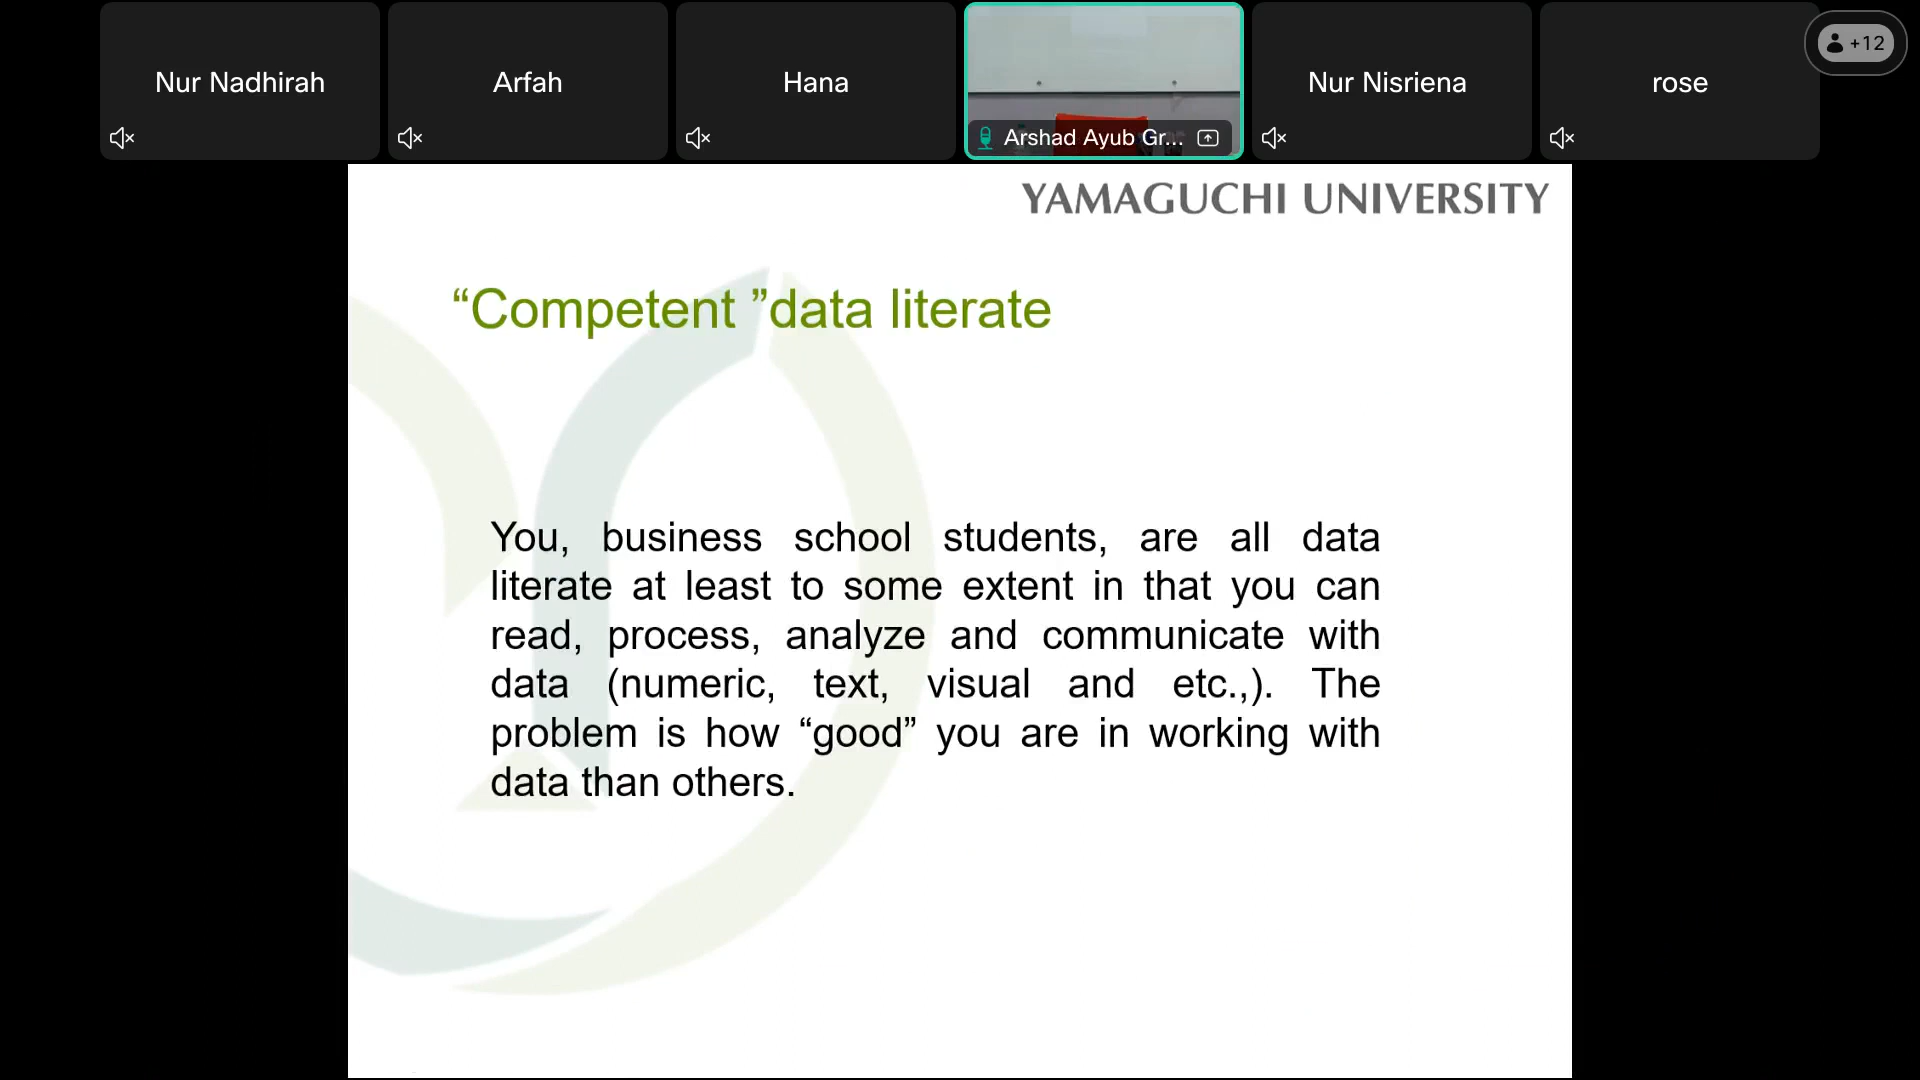 Nur Nadhirah
Arfah
Hana
Arshad Ayub Gr...
Nur Nisriena
rose
+12
YAMAGUCHI UNIVERSITY
“Competent ”data literate
You, business school students, are all data
literate at least to some extent in that you can
read, process, analyze and communicate with
data (numeric, text, visual and etc.,). The
problem is how “good” you are in working with
data than others.